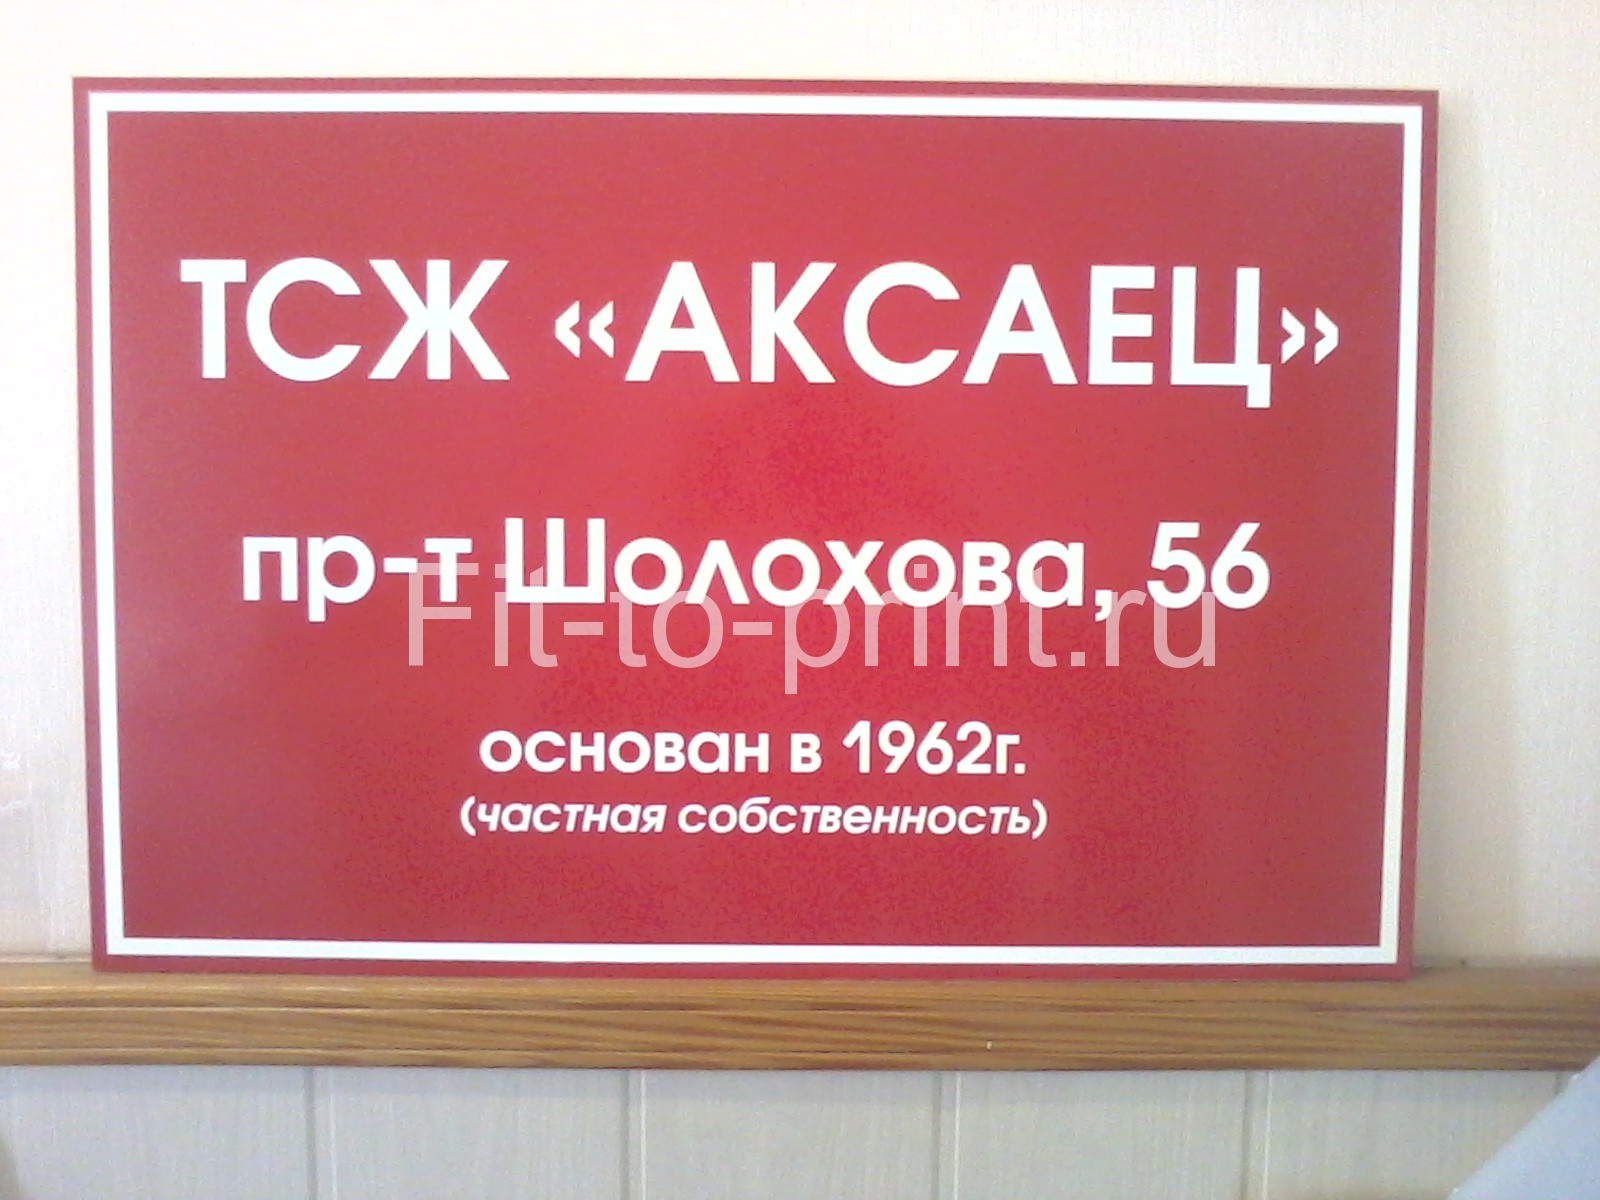 ТСЖ «АКСАЕЦ»
пр-т Шолохова, 56
Fit-to-print.ru
основан в 1962г.
(частная собственность)